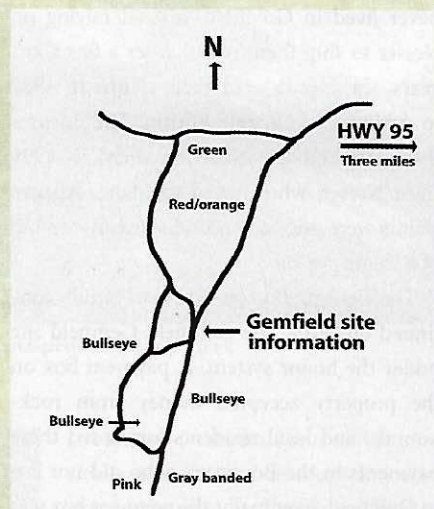 N
HWY 95
Three miles
Green
Red/orange
Gemfield site
information
Bullseye
Bullseye
Bullseye
Pink
Gray banded